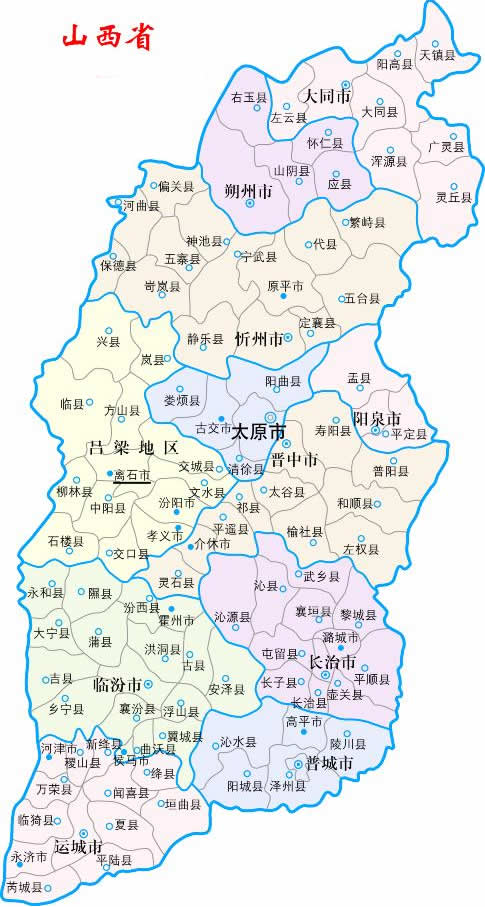 山西省
天镇县
阳高县
大同市
右玉县
左云县
大同县
怀仁县
广灵县
浑源县
山阴县
应县
朔州市
灵丘县
偏关县
河曲县
繁峙县
神池县
代县
宁武县
五寨县
保德县
岢岚县
原平市
五台县
定襄县
静乐县
忻州市
兴县
岚县
阳曲县
盂县
娄烦县
临县
方山县
古交市
太原市
寿阳县
阳泉市
平定县
吕梁地区
晋中市
交城县
清徐县
昔阳县
离石市
柳林县
文水县
太谷县
中阳县
汾阳市
祁县
和顺县
平遥县
榆社县
孝义市
石楼县
交口县
介休市
左权县
灵石县
武乡县
永和县
隰县
沁县
汾西县
霍州市
襄垣县
黎城县
沁源县
大宁县
蒲县
潞城市
洪洞县
古县
屯留县
长治市
平顺县
吉县
临汾市
安泽县
长子县
壶关县
乡宁县
襄汾县
浮山县
长治县
高平市
翼城县
沁水县
陵川县
河津市
新绛县
曲沃县
稷山县
侯马市
绛县
晋城市
万荣县
阳城县
泽州县
闻喜县
垣曲县
临猗县
夏县
运城市
永济市
平陆县
芮城县